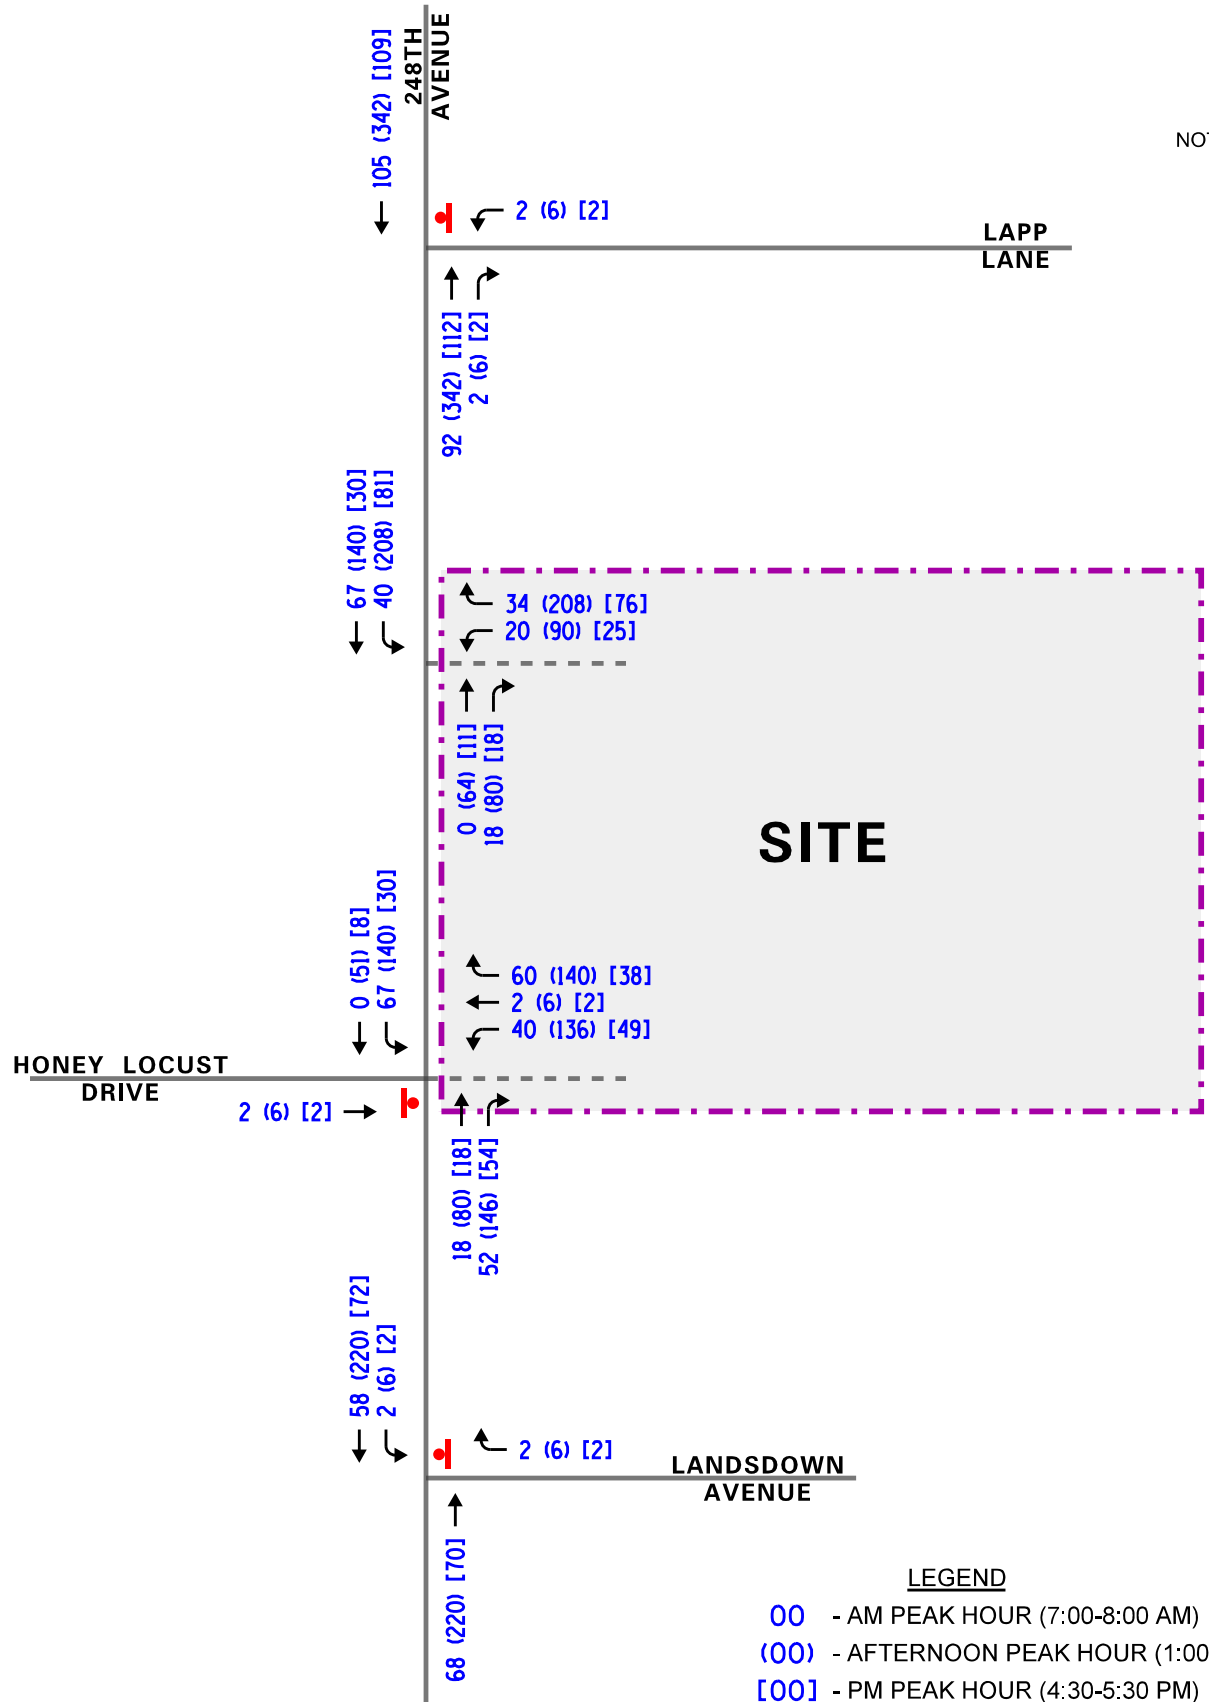 248TH
AVENUE
105 (342) [109]
NO
2 (6) [2]
LAPP
LANE
92 (342) [112]
2 (6) [2]
67 (140) [30]
40 (208) [81]
34 (208) [76]
20 (90) [25]
0 (64) [11]
18 (80) [18]
SITE
0 (51) [8]
67 (140) [30]
60 (140) [38]
2 (6) [2]
40 (136) [49]
HONEY LOCUST
DRIVE
2 (6) [2]
18 (80) [18]
52 (146) [54]
58 (220) [72]
2 (6) [2]
2 (6) [2]
LANDSDOWN
AVENUE
68 (220) [70]
LEGEND
00 - AM PEAK HOUR (7:00-8:00 AM)
(00) - AFTERNOON PEAK HOUR (1:00
[00] - PM PEAK HOUR (4:30-5:30 PM)